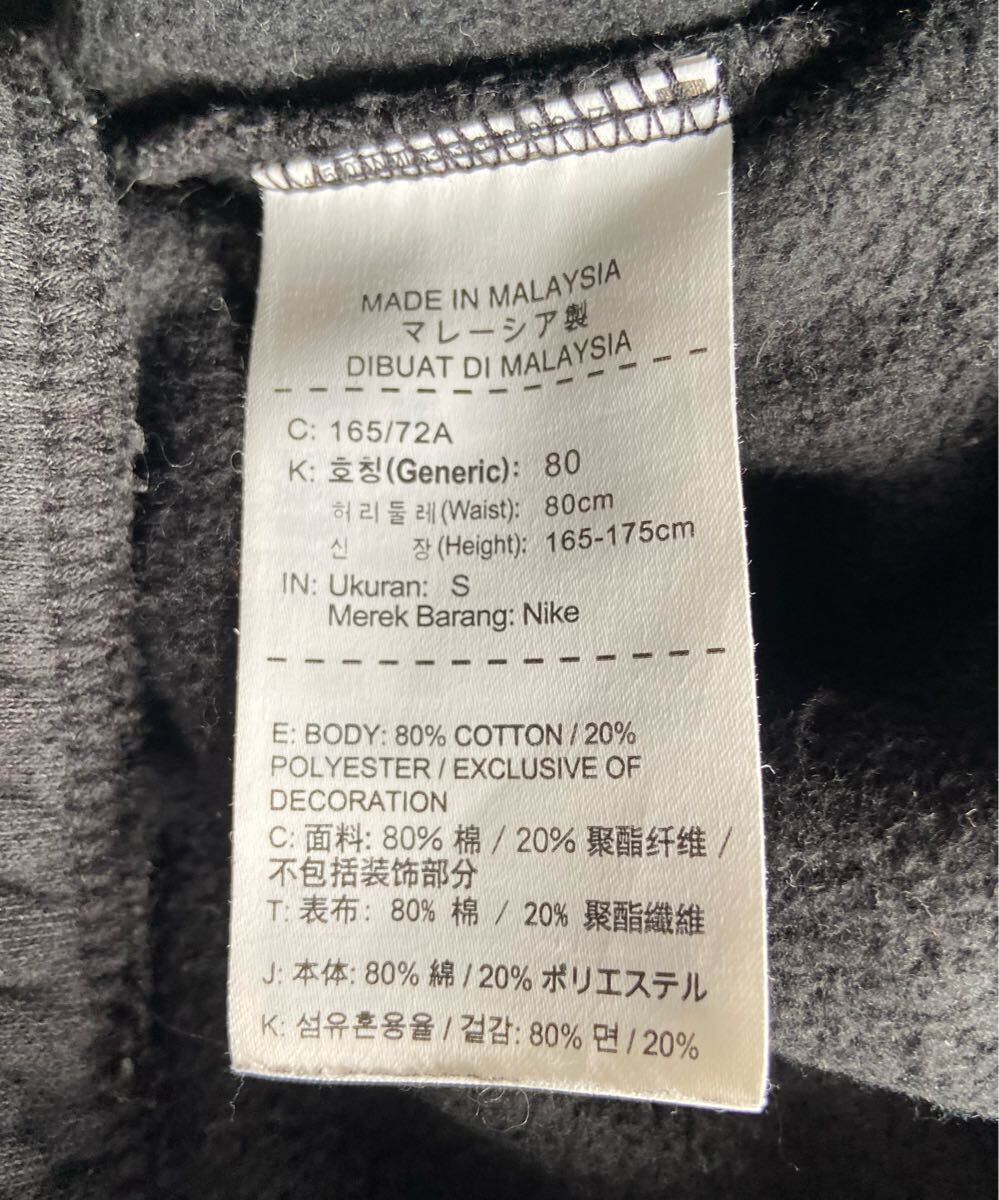 MADE IN MALAYSIA
マレーシア製
DIBUAT DI MALAYSIA
C: 165/72A
K: 호칭(Generic): 80
허리둘레(Waist): 80cm
신 장(Height): 165-175cm
IN: Ukuran: S
Merek Barang: Nike
E: BODY: 80% COTTON / 20%
POLYESTER / EXCLUSIVE OF
DECORATION
C: 面料: 80% 棉 / 20% 聚酯纤维 /
不包括装饰部分
T: 表布: 80% 棉 / 20% 聚酯纖維
J: 本体: 80% 綿 / 20% ポリエステル
K: 섬유혼용율 / 겉감: 80% 면 / 20%